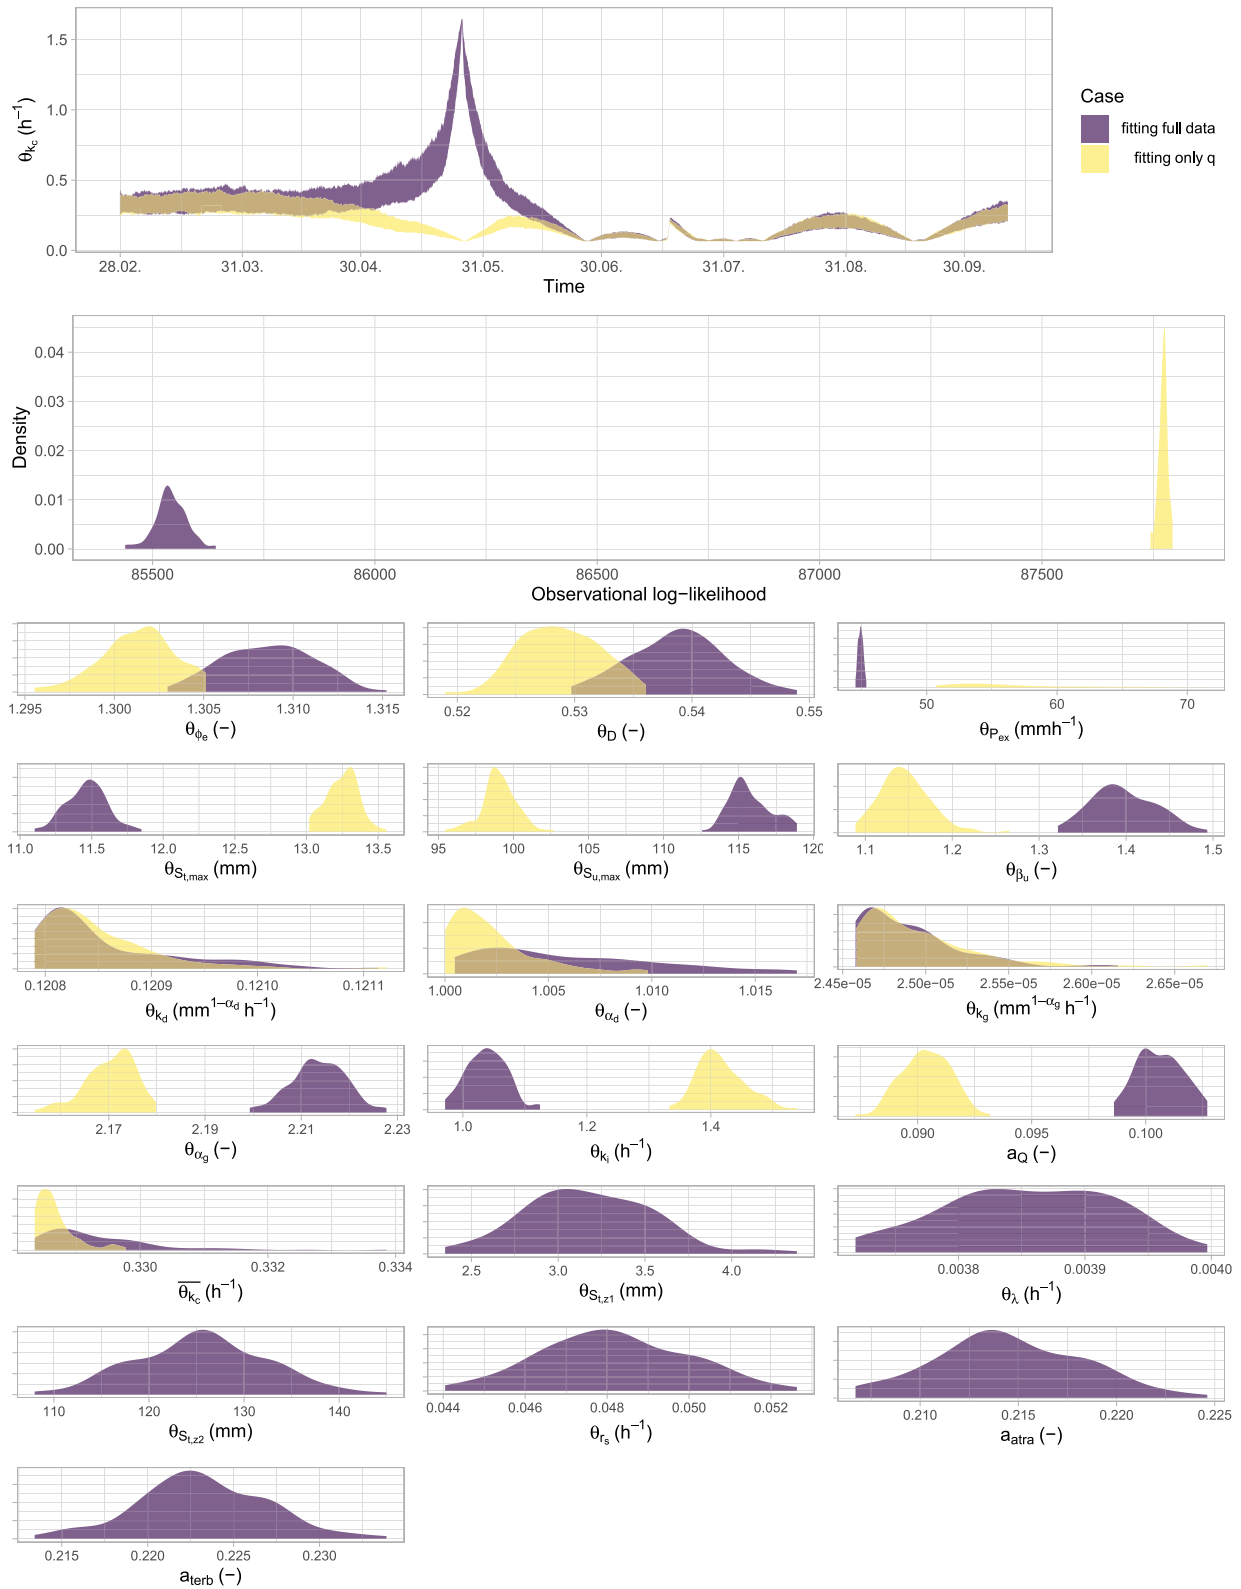 1.5
1.0
0.5
0.0
θkc (h−1)
28.02. 31.03. 30.04. 31.05. 30.06. 31.07. 31.08. 30.09.
Time
Case
fitting full data
fitting only q
0.04
0.03
0.02
0.01
0.00
Density
85500 86000 86500 87000 87500
Observational log−likelihood
1.295 1.300 1.305 1.310 1.315
θϕe (−)
0.52 0.53 0.54 0.55
θD (−)
50 60 70
θPex (mmh−1)
11.0 11.5 12.0 12.5 13.0 13.5
θSt,max (mm)
95 100 105 110 115 120
θSu,max (mm)
1.1 1.2 1.3 1.4 1.5
θβu (−)
0.1208 0.1209 0.1210 0.1211
θkd (mm1−αd h−1)
1.000 1.005 1.010 1.015
θαd (−)
2.45e−05 2.50e−05 2.55e−05 2.60e−05 2.65e−05
θkg (mm1−αg h−1)
2.17 2.19 2.21 2.23
θαg (−)
1.0 1.2 1.4
θki (h−1)
0.090 0.095 0.100
aQ (−)
0.330 0.332 0.334
θkc (h−1)
2.5 3.0 3.5 4.0
θSt,z1 (mm)
0.0038 0.0039 0.0040
θλ (h−1)
110 120 130 140
θSt,z2 (mm)
0.044 0.046 0.048 0.050 0.052
θrs (h−1)
0.210 0.215 0.220 0.225
aatra (−)
0.215 0.220 0.225 0.230
aterb (−)